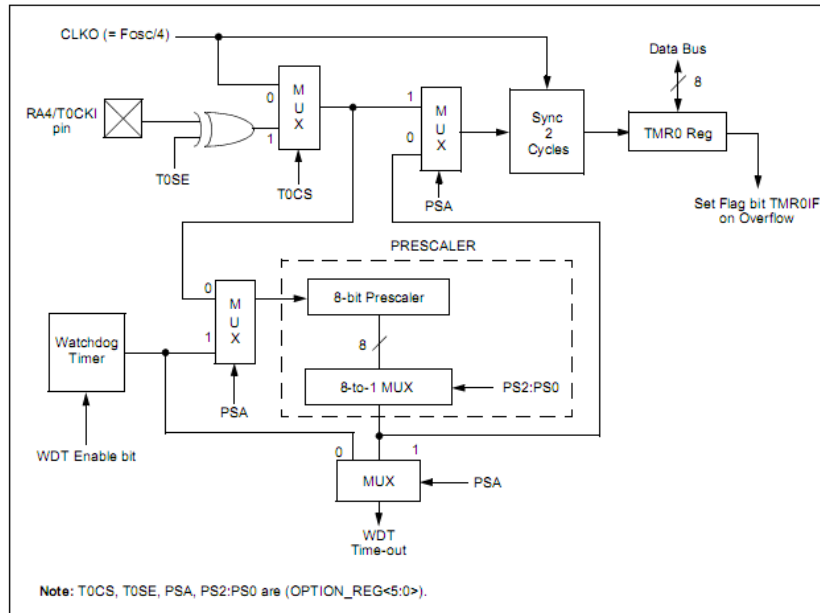 CLKO (= Fosc/4)
Data Bus
8
RA4/T0CKI
pin
T0SE
0
1
M
U
X
T0CS
1
0
M
U
X
PSA
Sync
2
Cycles
TMR0 Reg
Set Flag bit TMR0IF
on Overflow
PRESCALER
0
1
M
U
X
PSA
8-bit Prescaler
8
8-to-1 MUX
PS2:PS0
Watchdog
Timer
WDT Enable bit
0
1
MUX
PSA
WDT
Time-out
Note: T0CS, T0SE, PSA, PS2:PS0 are (OPTION_REG<5:0>).